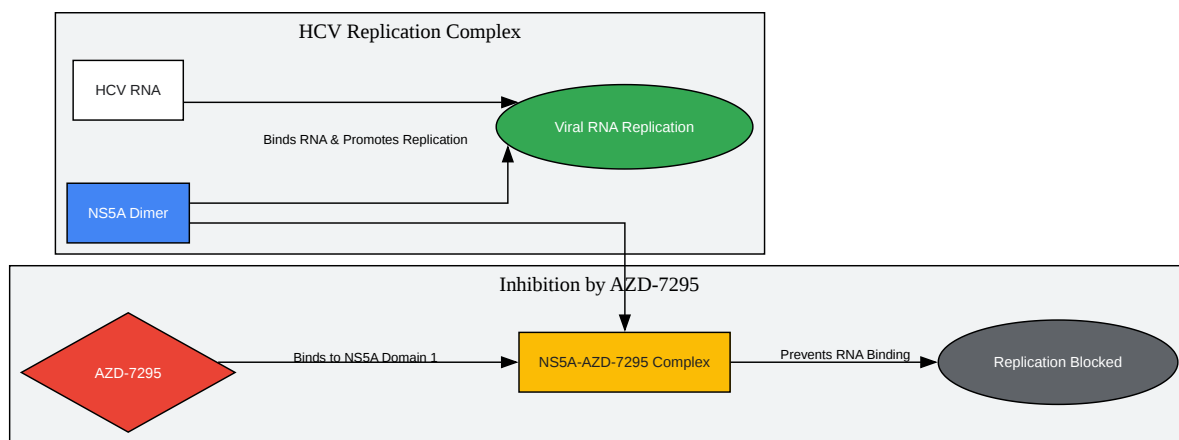 HCV Replication Complex
HCV RNA
Viral RNA Replication
Binds RNA & Promotes Replication
NS5A Dimer
Inhibition by AZD-7295
AZD-7295
Binds to NS5A Domain 1
NS5A-AZD-7295 Complex
Prevents RNA Binding
Replication Blocked